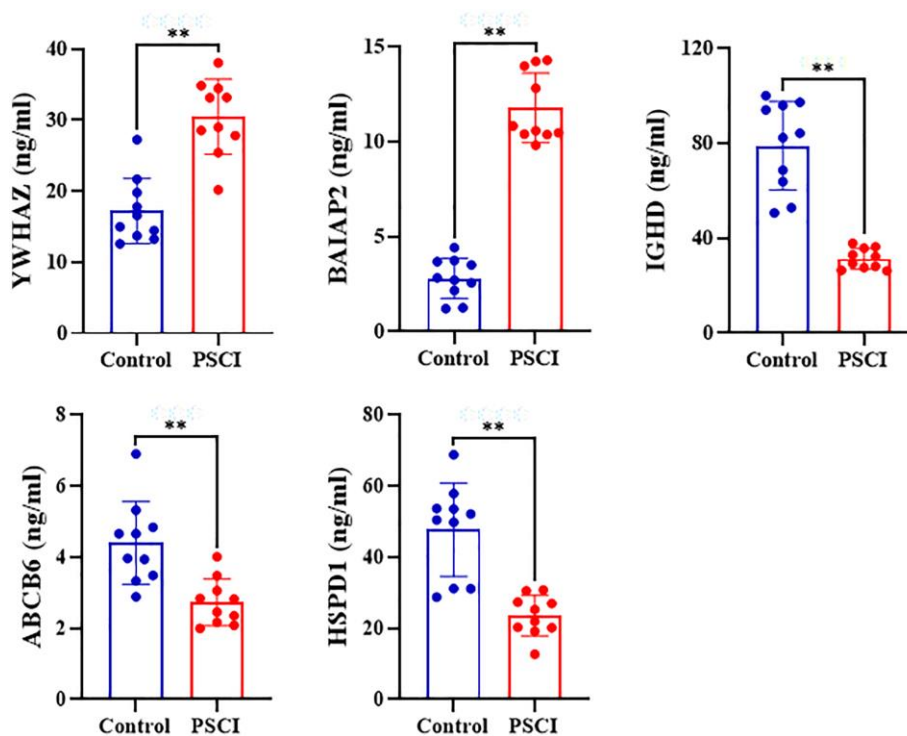 YWHAZ (ng/ml)
40
30
20
10
0
**
Control PSCI
BAIAP2 (ng/ml)
15
10
5
0
**
Control PSCI
IGHD (ng/ml)
120
80
40
0
**
Control PSCI
ABCB6 (ng/ml)
8
6
4
2
0
**
Control PSCI
HSPD1 (ng/ml)
80
60
40
20
0
**
Control PSCI